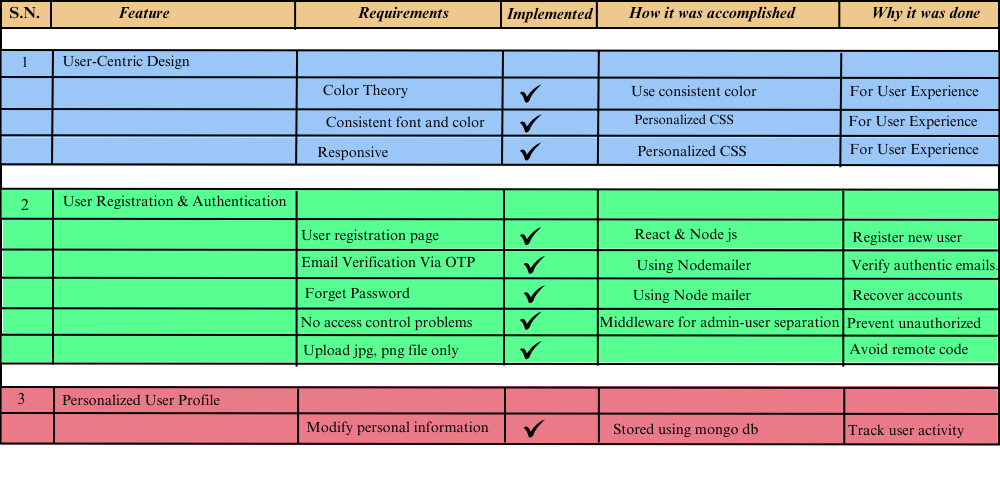 S.N. Feature Requirements Implemented How it was accomplished Why it was done
1 User-Centric Design
Color Theory ✓ Use consistent color For User Experience
Consistent font and color ✓ Personalized CSS For User Experience
Responsive ✓ Personalized CSS For User Experience
2 User Registration & Authentication
User registration page ✓ React & Node js Register new user
Email Verification Via OTP ✓ Using Nodemailer Verify authentic emails.
Forget Password ✓ Using Node mailer Recover accounts
No access control problems ✓ Middleware for admin-user separation Prevent unauthorized
Upload jpg, png file only ✓ Avoid remote code
3 Personalized User Profile
Modify personal information ✓ Stored using mongo db Track user activity